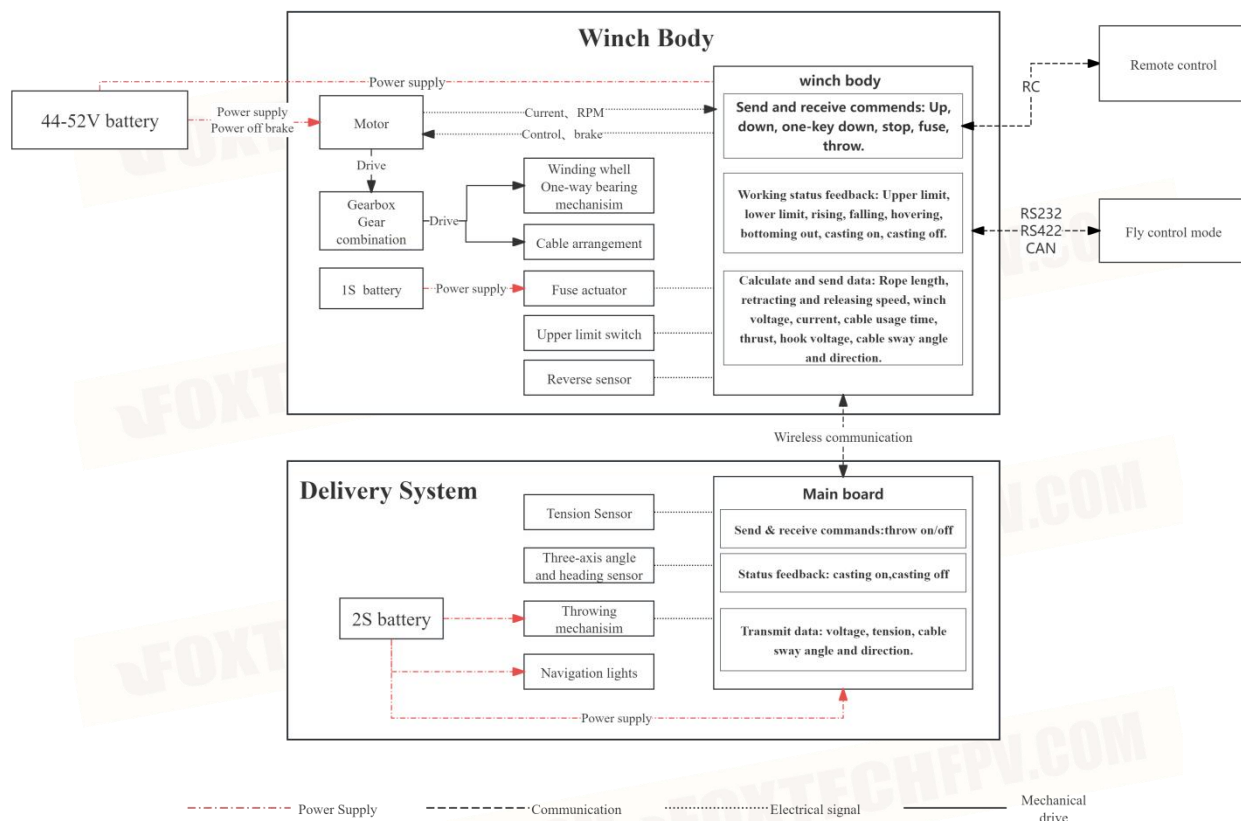 Winch Body
Power supply
44-52V battery
Power supply
Power off brake
Motor
Current、RPM
Control、brake
Drive
Gearbox
Gear
combination
Drive
Winding whell
One-way bearing
mechanisim
Cable arrangement
1S battery
Power supply
Fuse actuator
Upper limit switch
Reverse sensor
winch body
Send and receive commends: Up,
down, one-key down, stop, fuse,
throw.
Working status feedback: Upper limit,
lower limit, rising, falling, hovering,
bottoming out, casting on, casting off.
Calculate and send data: Rope length,
retracting and releasing speed, winch
voltage, current, cable usage time,
thrust, hook voltage, cable sway angle
and direction.
RC
Remote control
RS232
RS422
CAN
Fly control mode
Wireless communication
Delivery System
Tension Sensor
Three-axis angle
and heading sensor
2S battery
Throwing
mechanisim
Navigation lights
Power supply
Main board
Send & receive commands:throw on/off
Status feedback: casting on,casting off
Transmit data: voltage, tension, cable
sway angle and direction.
Power Supply
Communication
Electrical signal
Mechanical
drive
FOXTECHFPV.COM